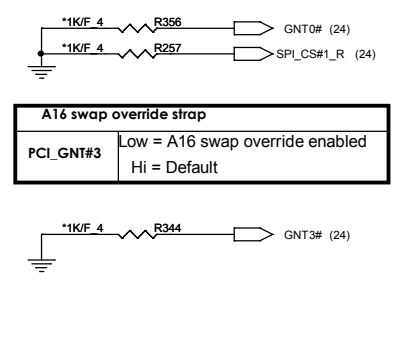 *1K/F_4 R356 GNT0# (24)
*1K/F_4 R257 SPI_CS#1_R (24)
A16 swap override strap
PCI_GNT#3
Low = A16 swap override enabled
Hi = Default
*1K/F_4 R344 GNT3# (24)